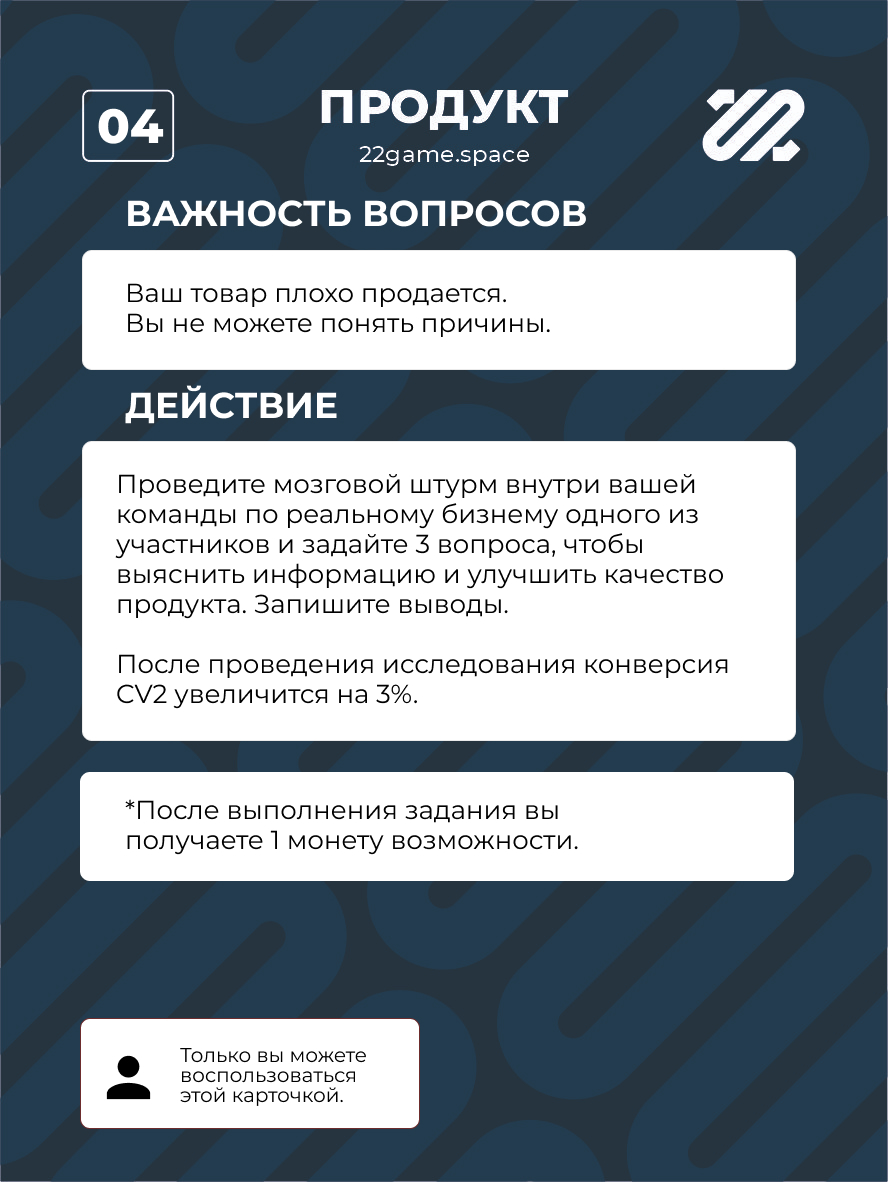 04
ПРОДУКТ
22game.space
ВАЖНОСТЬ ВОПРОСОВ
Ваш товар плохо продается.
Вы не можете понять причины.
ДЕЙСТВИЕ
Проведите мозговой штурм внутри вашей
команды по реальному бизнему одного из
участников и задайте 3 вопроса, чтобы
выяснить информацию и улучшить качество
продукта. Запишите выводы.
После проведения исследования конверсия
CV2 увеличится на 3%.
*После выполнения задания вы
получаете 1 монету возможности.
Только вы можете
воспользоваться
этой карточкой.